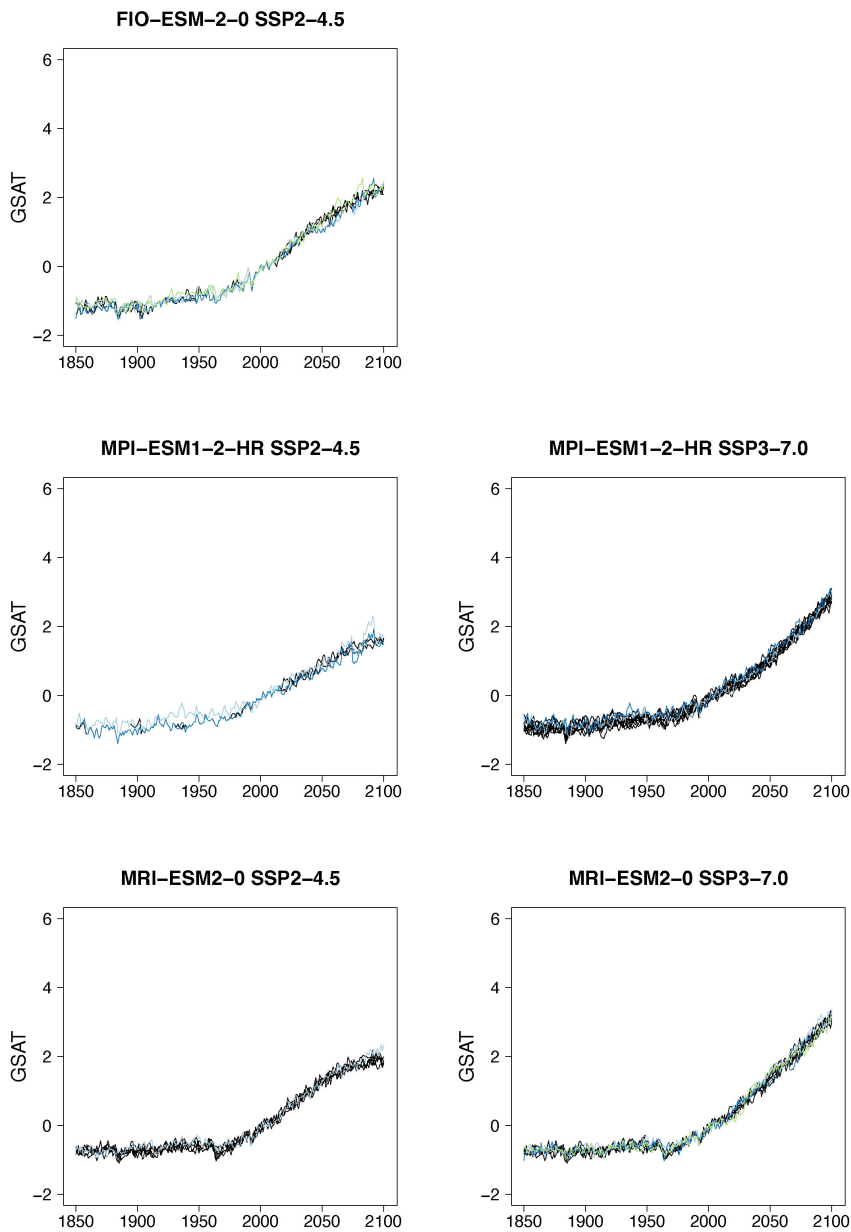 FIO−ESM−2−0 SSP2−4.5
6
4
2
0
−2
GSAT
1850 1900 1950 2000 2050 2100
MPI−ESM1−2−HR SSP2−4.5
6
4
2
0
−2
GSAT
1850 1900 1950 2000 2050 2100
MPI−ESM1−2−HR SSP3−7.0
6
4
2
0
−2
GSAT
1850 1900 1950 2000 2050 2100
MRI−ESM2−0 SSP2−4.5
6
4
2
0
−2
GSAT
1850 1900 1950 2000 2050 2100
MRI−ESM2−0 SSP3−7.0
6
4
2
0
−2
GSAT
1850 1900 1950 2000 2050 2100